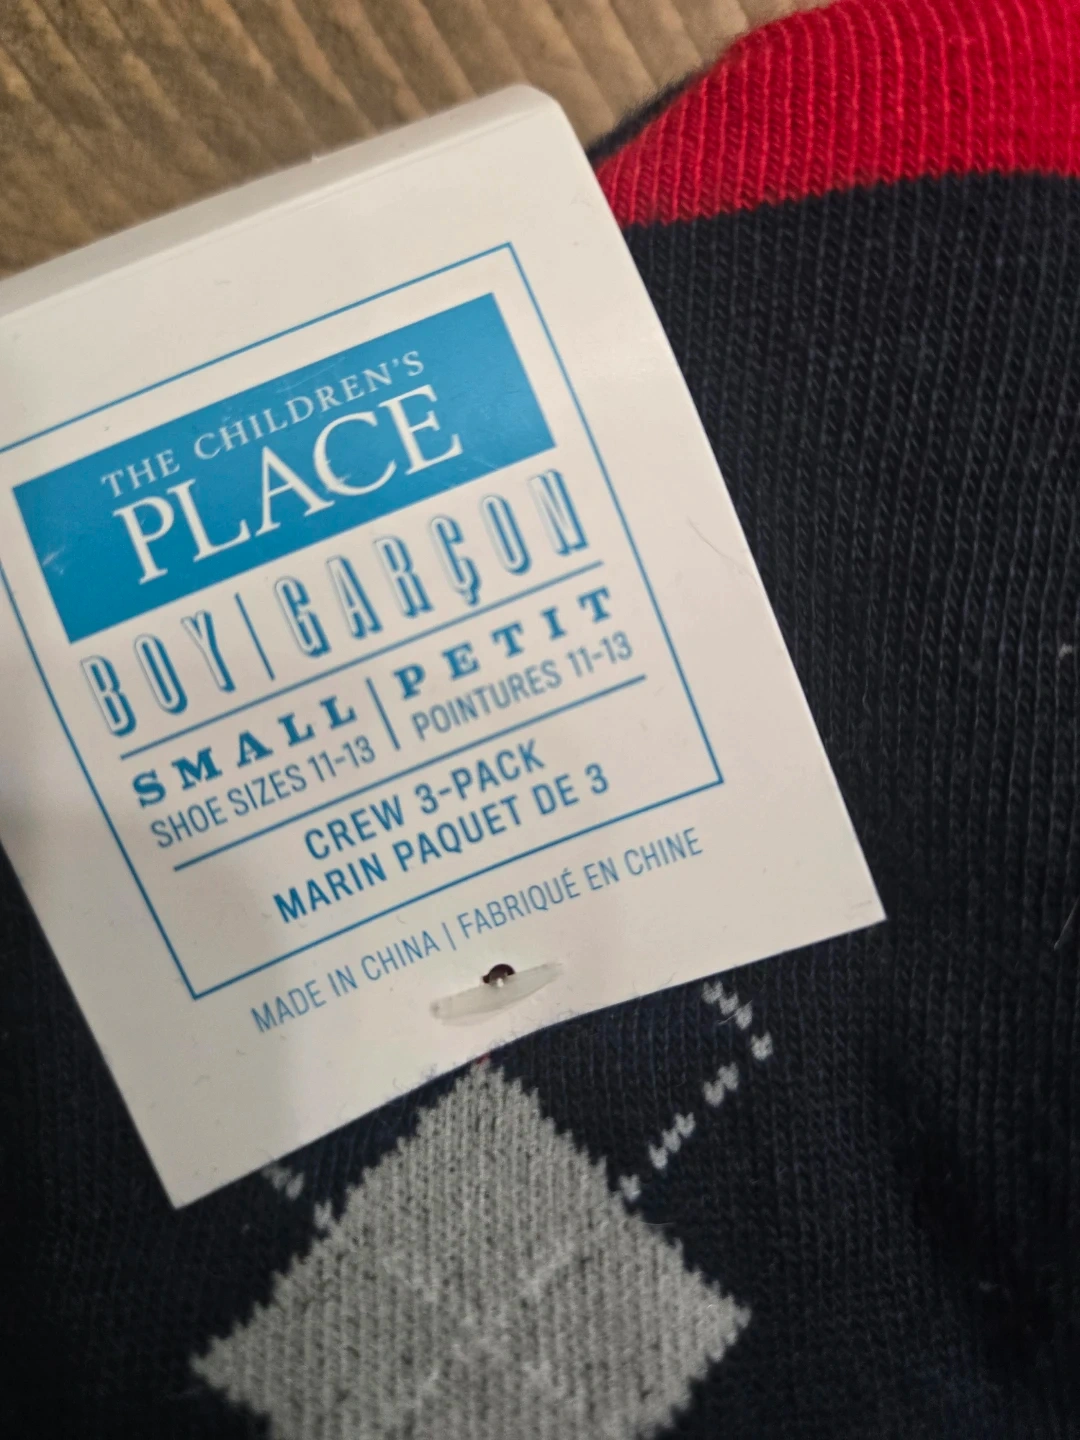 THE CHILDREN'S
PLACE
BOY | GARÇON
SMALL | PETIT
SHOE SIZES 11-13 | POINTURES 11-13
CREW 3-PACK
MARIN PAQUET DE 3
MADE IN CHINA | FABRIQUÉ EN CHINE